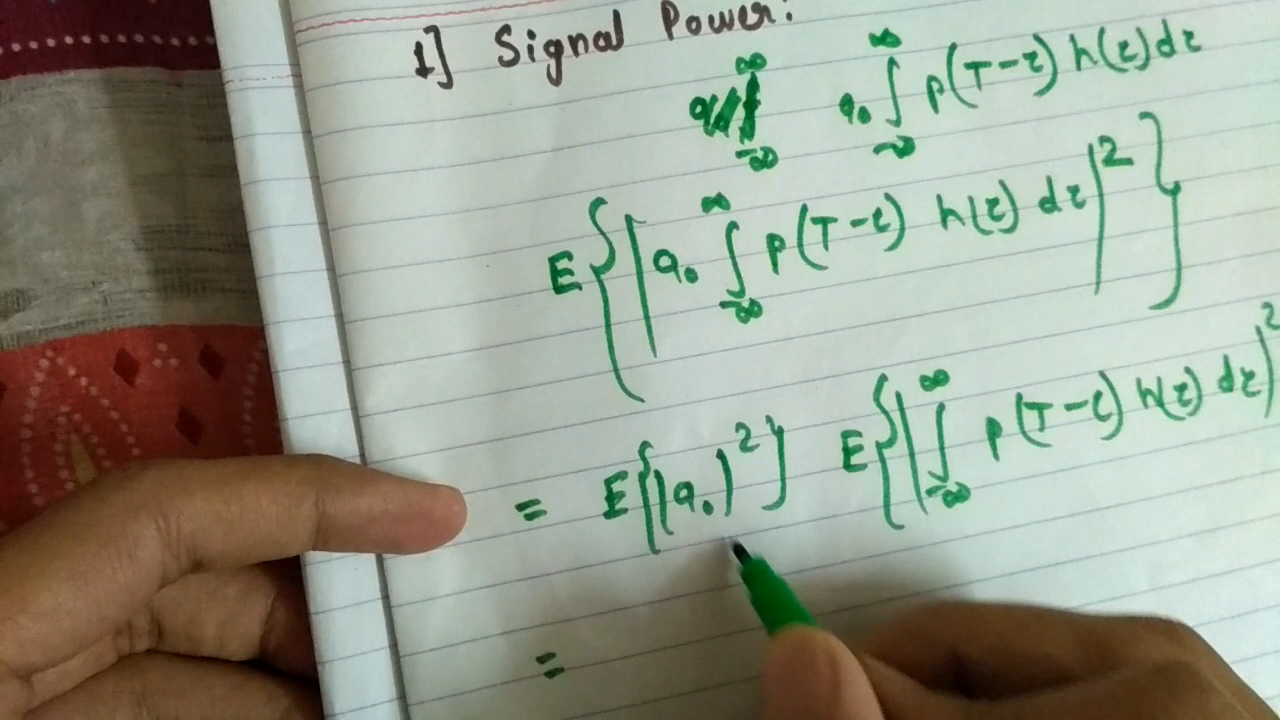 1] Signal Power:
a₀ ∫_{-∞}^{∞} p(T-τ) h(τ) dτ
E{|a₀ ∫_{-∞}^{∞} p(T-τ) h(τ) dτ|²}
= E{|a₀|²} E{|∫_{-∞}^{∞} p(T-τ) h(τ) dτ|²
=